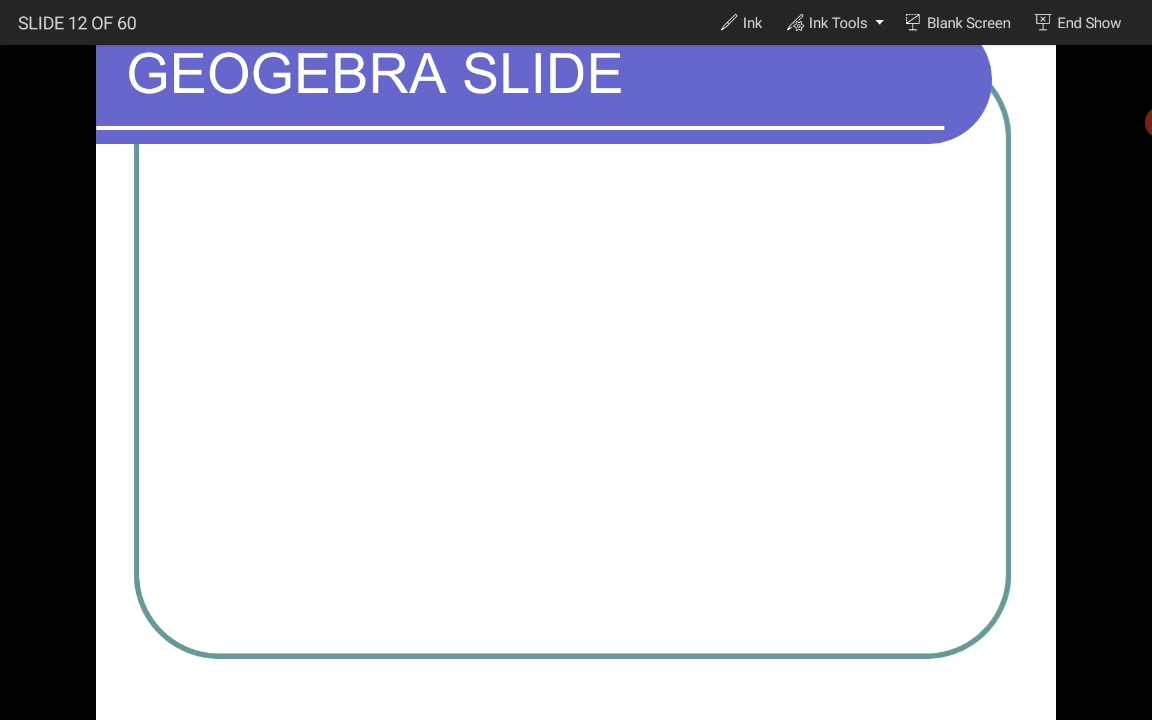 SLIDE 12 OF 60
Ink
Ink Tools
Blank Screen
End Show
GEOGEBRA SLIDE